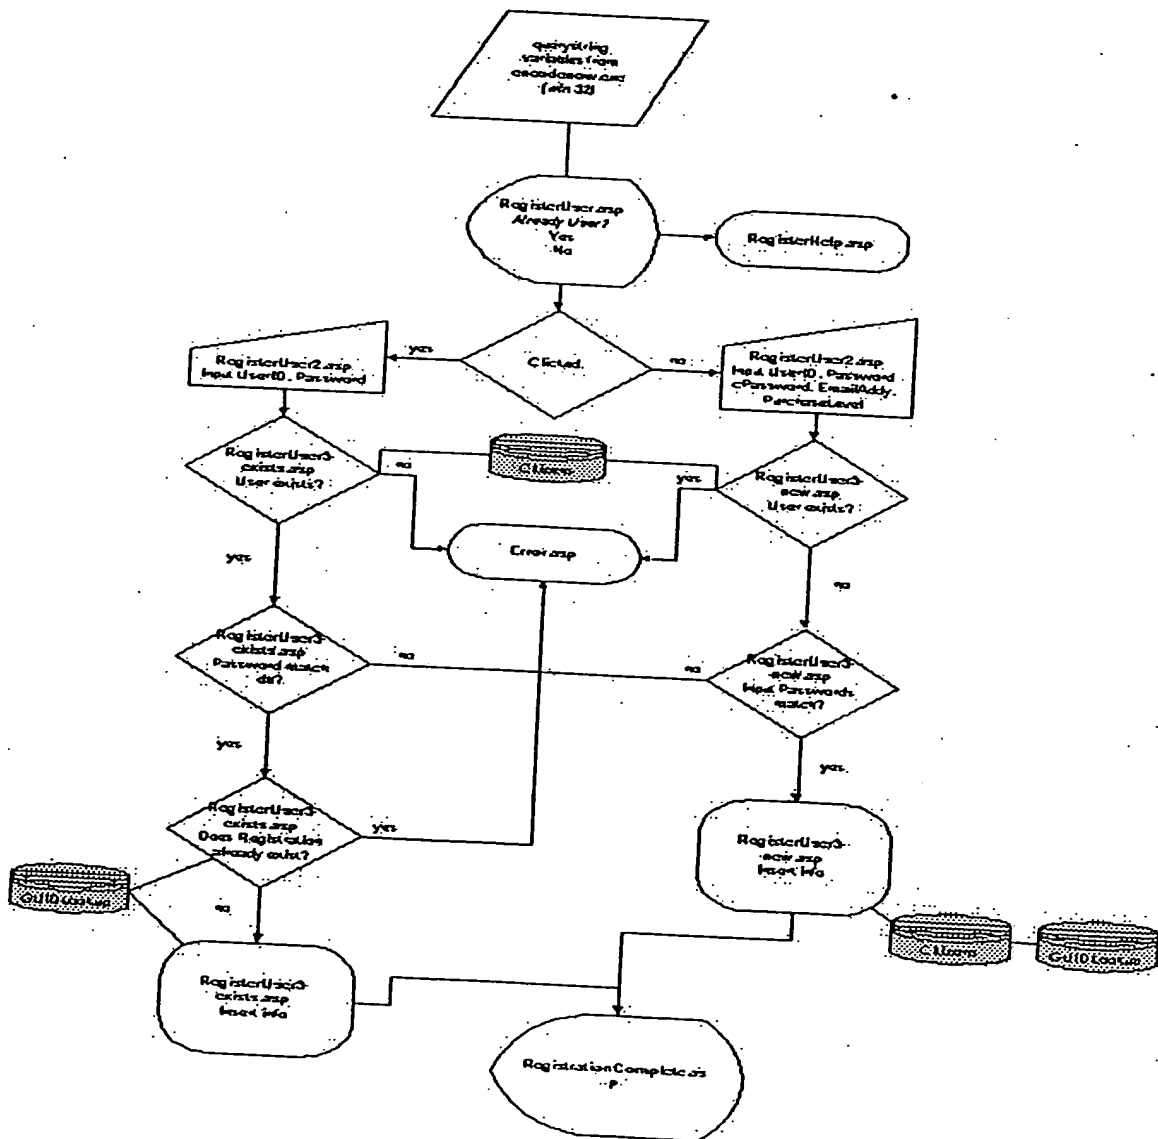 querystring
variables from
(win 32)
RegisterUser.asp
Already User?
Yes
No
RegisterHelp.asp
Clicked.
yes
no
RegisterUser2.asp
Input UserID, Password
RegisterUser2.asp
Input UserID, Password
cPassword, EmailAddy,
RegisterUser3-
exists.asp
User exists?
no
yes
RegisterUser3-
new.asp
User exists?
Error.asp
yes
no
RegisterUser3-
exists.asp
Password match
no
no
RegisterUser3-
new.asp
Input Passwords
match?
yes
yes
RegisterUser3-
exists.asp
Does Registration
already exist?
yes
RegisterUser3-
new.asp
Insert info
no
RegisterUser3-
exists.asp
Insert info
RegistrationComplete.as
p